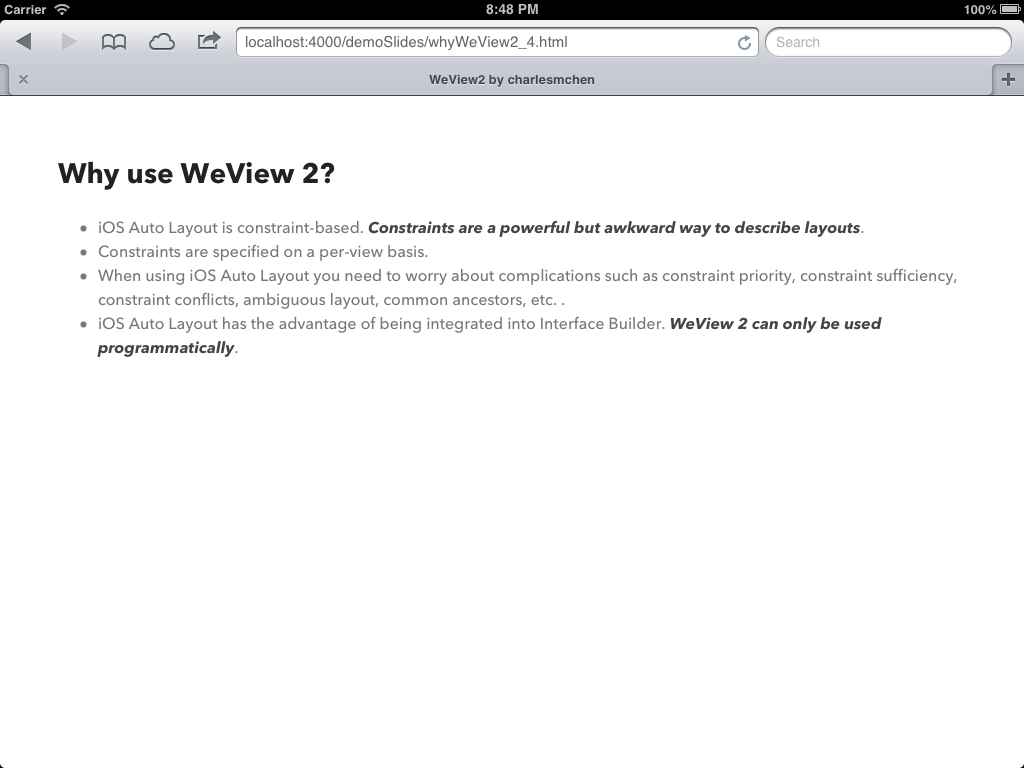 Carrier 8:48 PM 100%
localhost:4000/demoSlides/whyWeView2_4.html Search
WeView2 by charlesmchen
Why use WeView 2?
• iOS Auto Layout is constraint-based. Constraints are a powerful but awkward way to describe layouts.
• Constraints are specified on a per-view basis.
• When using iOS Auto Layout you need to worry about complications such as constraint priority, constraint sufficiency,
constraint conflicts, ambiguous layout, common ancestors, etc. .
• iOS Auto Layout has the advantage of being integrated into Interface Builder. WeView 2 can only be used
programmatically.